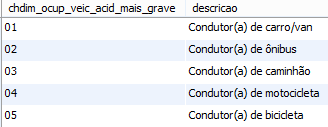 chdim_ocup_veic_acid_mais_grave descricao
01 Condutor(a) de carro/van
02 Condutor(a) de ônibus
03 Condutor(a) de caminhão
04 Condutor(a) de motocicleta
05 Condutor(a) de bicicleta